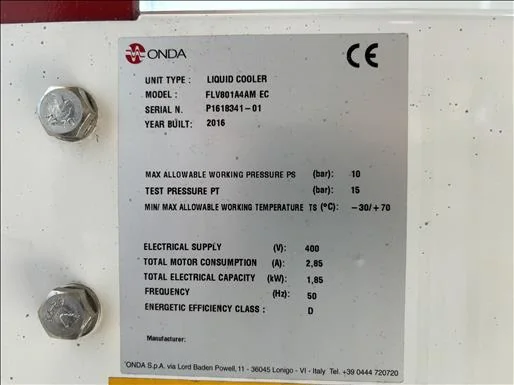 ONDA
CE
UNIT TYPE : LIQUID COOLER
MODEL : FLV801A4AM EC
SERIAL N. P1618341-01
YEAR BUILT: 2016
MAX ALLOWABLE WORKING PRESSURE PS (bar): 10
TEST PRESSURE PT (bar): 15
MIN/ MAX ALLOWABLE WORKING TEMPERATURE TS (°C): -30/+70
ELECTRICAL SUPPLY (V): 400
TOTAL MOTOR CONSUMPTION (A): 2,85
TOTAL ELECTRICAL CAPACITY (kW): 1,85
FREQUENCY (Hz): 50
ENERGETIC EFFICIENCY CLASS : D
Manufacturer:
ONDA S.p.A. via Lord Baden Powell, 11 - 36045 Lonigo - VI - Italy Tel. +39 0444 720720